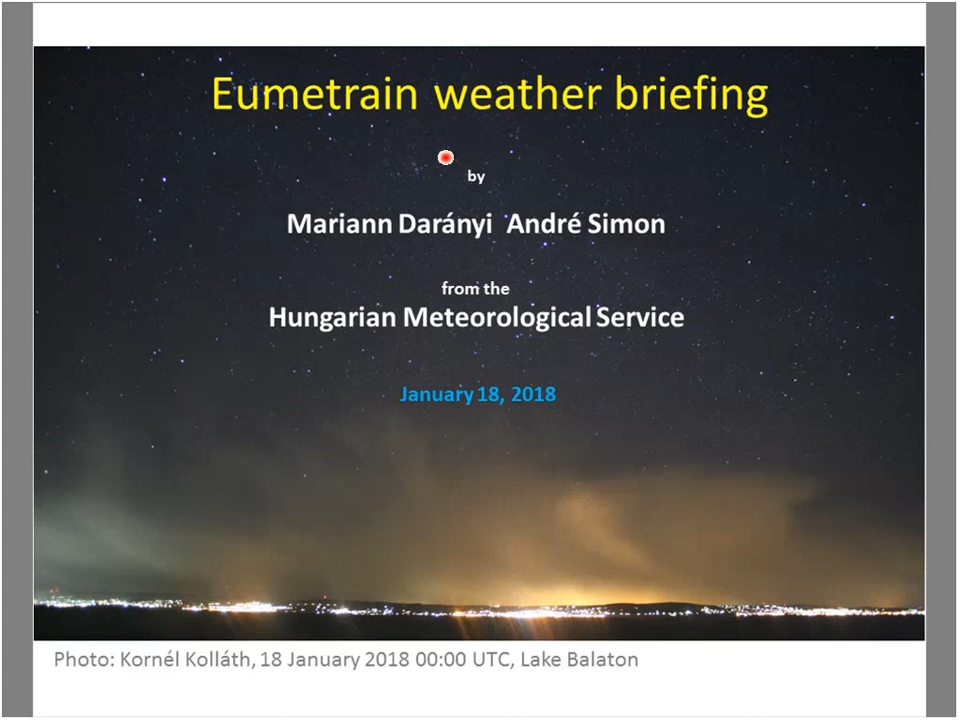 Eumetrain weather briefing
by
Mariann Darányi  André Simon
from the
Hungarian Meteorological Service
January 18, 2018
Photo: Kornél Kolláth, 18 January 2018 00:00 UTC, Lake Balaton